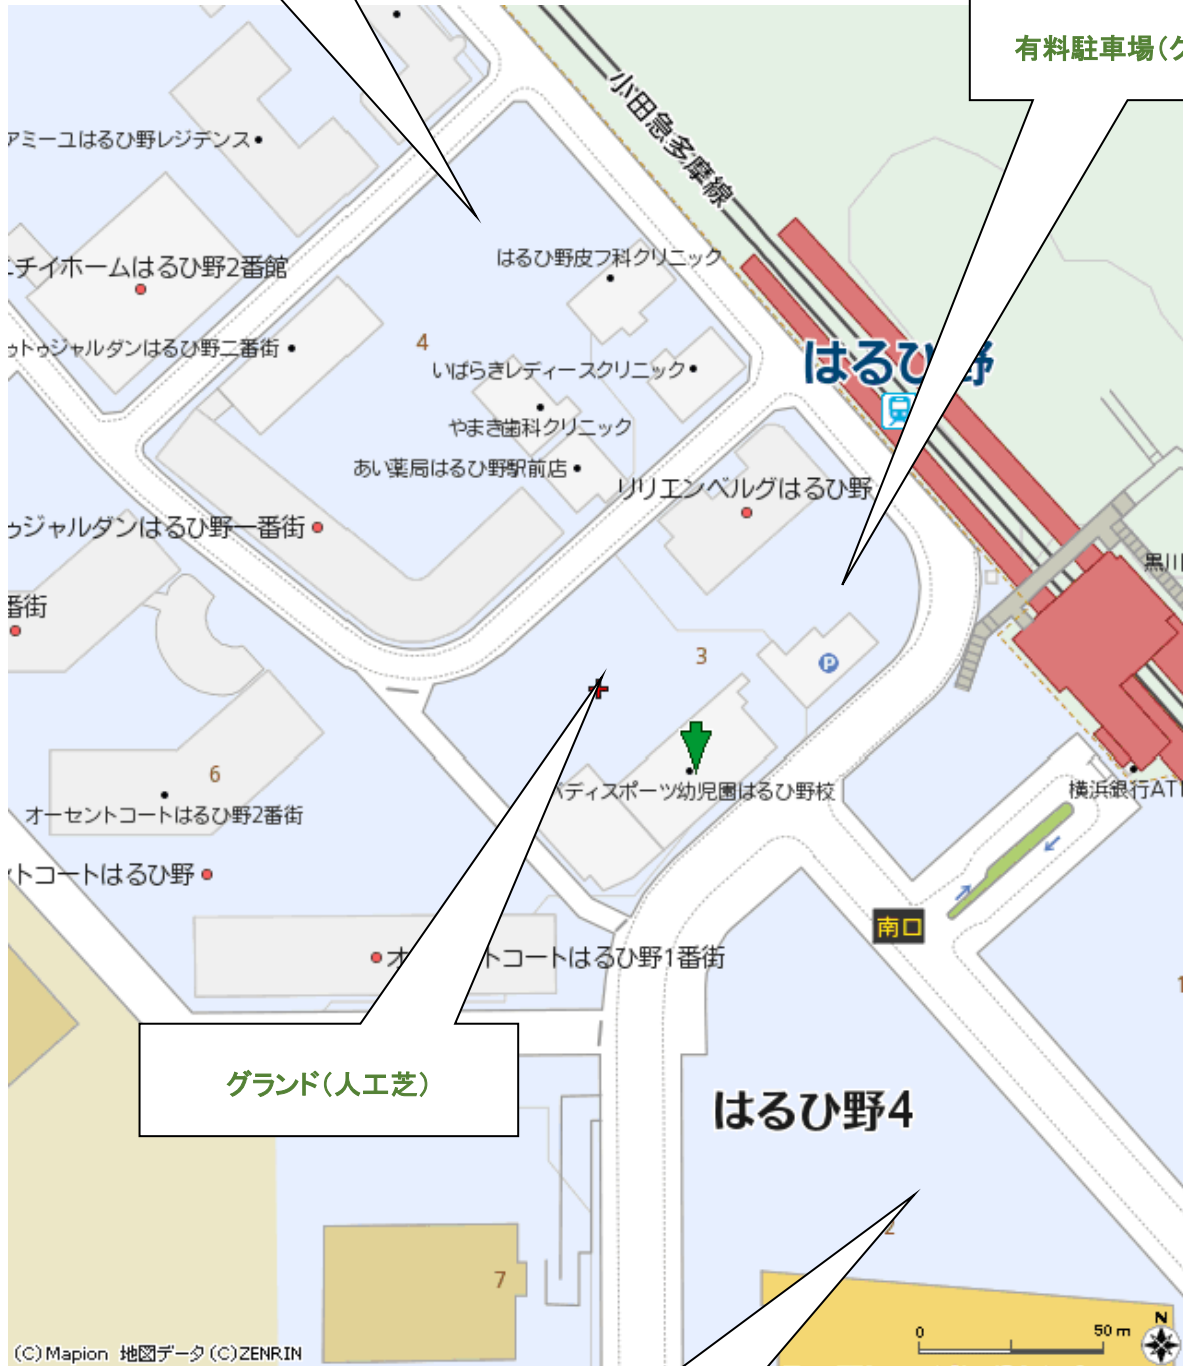 有料駐車場(ク
小田急多摩線
アミーユはるひ野レジデンス
はるひ野皮フ科クリニック
チイホームはるひ野2番館
トゥジャルダンはるひ野二番街
4
はるひ野
いばらきレディースクリニック
やまき歯科クリニック
あい薬局はるひ野駅前店
リリエンベルグはるひ野
ゥジャルダンはるひ野一番街
黒川
番街
3
P
6
パディスポーツ幼児園はるひ野校
横浜銀行ATM
オーセントコートはるひ野2番街
ントコートはるひ野
南口
オ
ントコートはるひ野1番街
1
グランド(人工芝)
はるひ野4
2
7
0
50 m
N
(C)Mapion 地図データ(C)ZENRIN